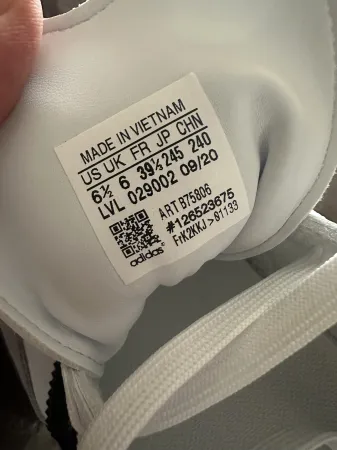 MADE IN VIETNAM
US UK FR JP CHN
6½ 6 39⅓ 245 240
LVL 029002 09/20
ART B75806
#126523675
FrK2KKJ>81133
adidas